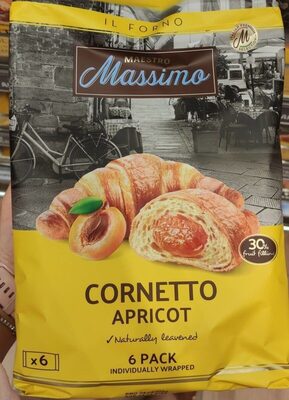 IL FORNO
MAESTRO
Massimo
M
30%
fruit filling
CORNETTO
APRICOT
✓ Naturally leavened
x6
6 PACK
INDIVIDUALLY WRAPPED